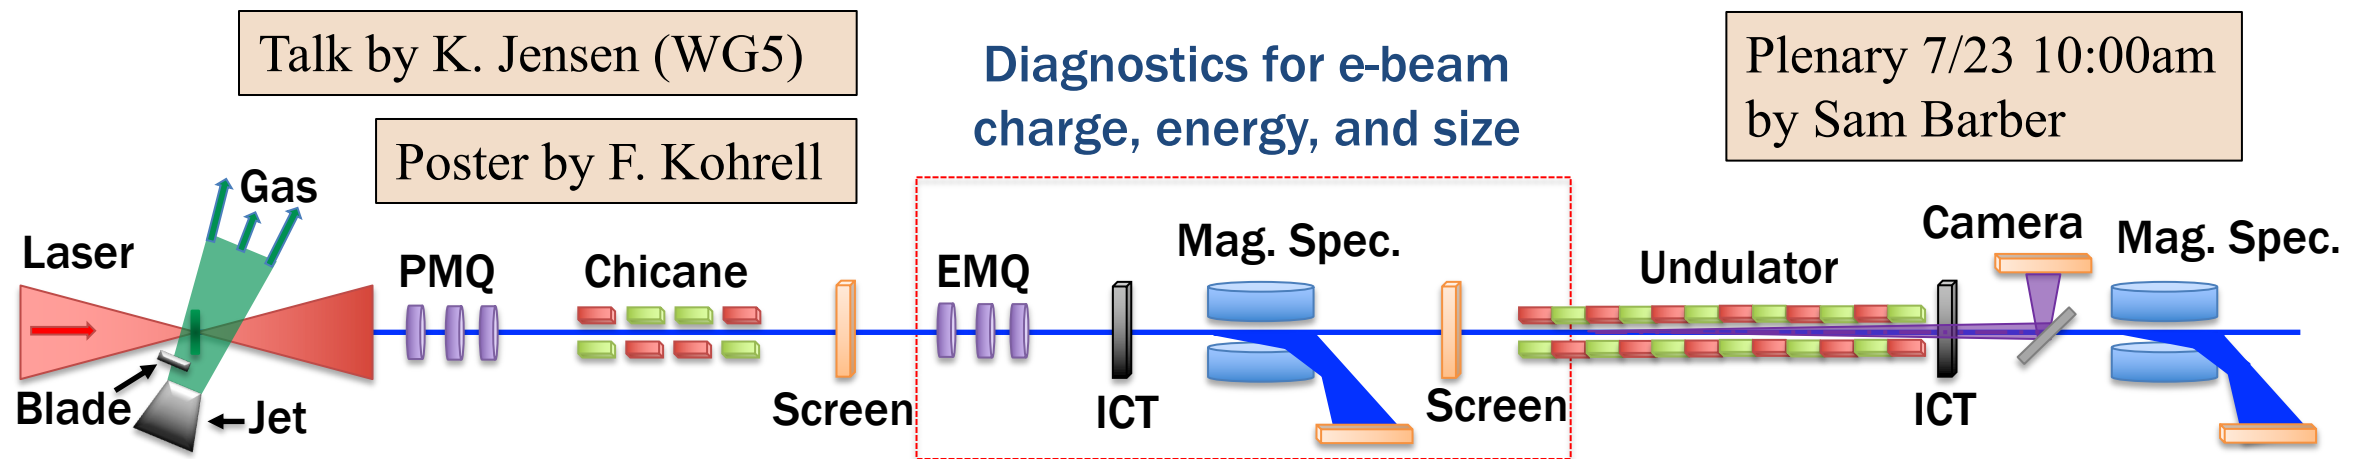 Talk by K. Jensen (WG5)
Poster by F. Kohrell
Diagnostics for e-beam
charge, energy, and size
Plenary 7/23 10:00am
by Sam Barber
Gas
Laser
PMQ
Chicane
EMQ
Mag. Spec.
Undulator
Camera
Mag. Spec.
Blade
Jet
Screen
ICT
Screen
ICT